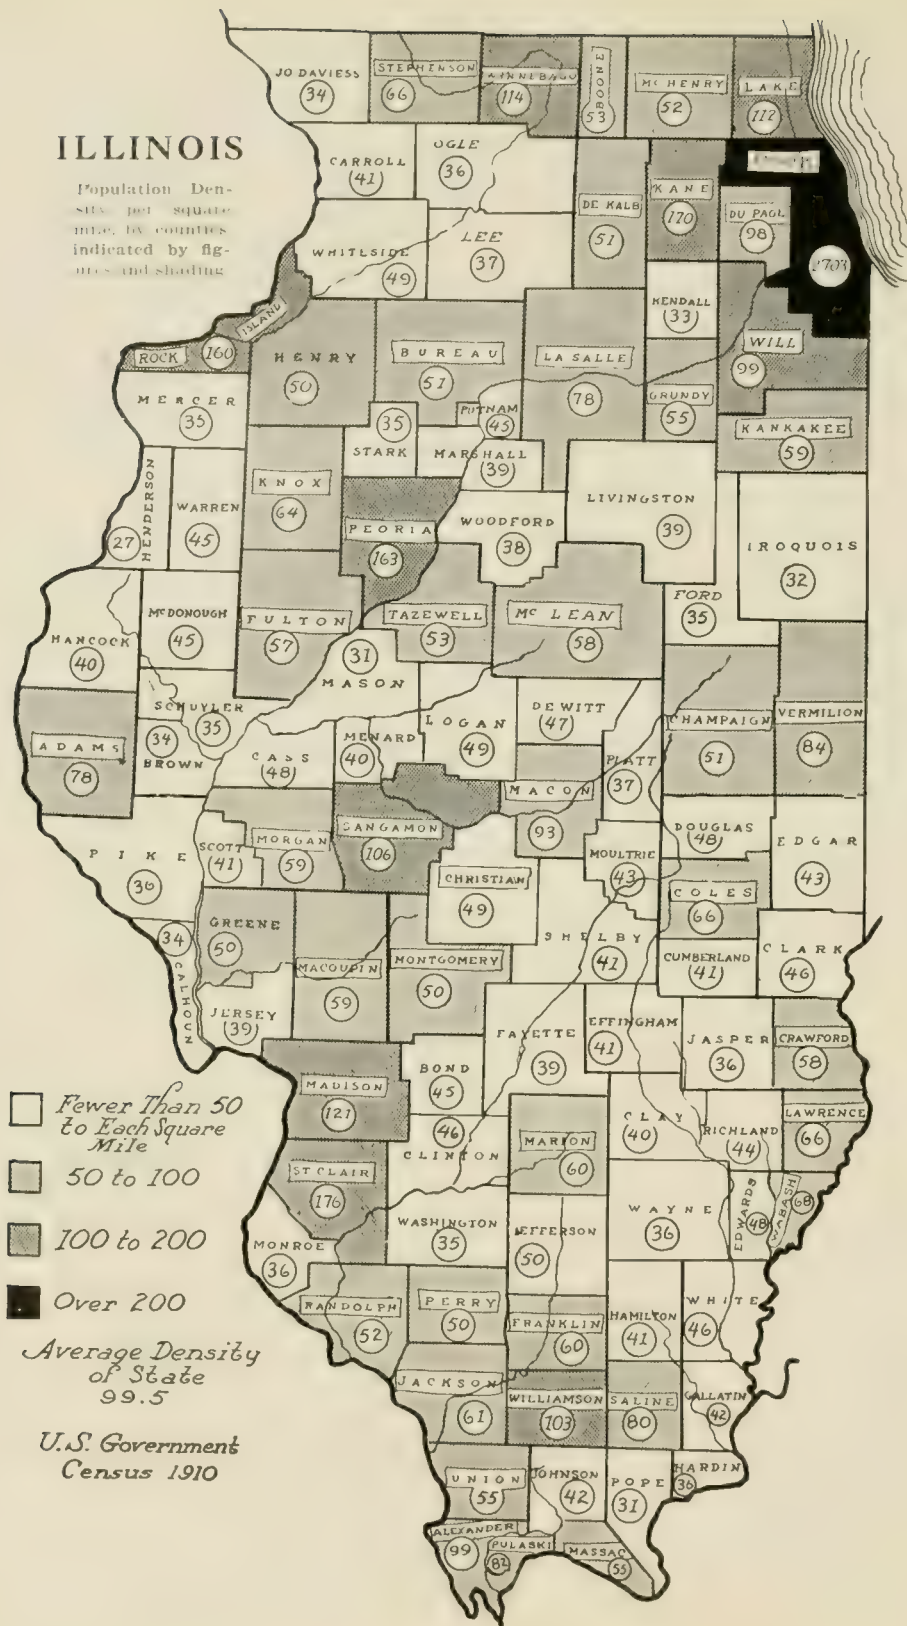 ILLINOIS
Population Den-
sity per square
mile, by counties
indicated by fig-
ures and shading
JO DAVIESS
34
STEPHENSON
66
WINNEBAGO
114
BOONE
53
McHENRY
52
LAKE
112
CARROLL
41
OGLE
36
DE KALB
51
KANE
170
DU PAGE
98
2703
WHITESIDE
49
LEE
37
KENDALL
33
ROCK ISLAND
160
HENRY
50
BUREAU
51
LA SALLE
78
WILL
99
GRUNDY
55
KANKAKEE
59
MERCER
35
STARK
35
PUTNAM
45
MARSHALL
39
HENDERSON
27
WARREN
45
KNOX
64
PEORIA
163
WOODFORD
38
LIVINGSTON
39
IROQUOIS
32
FORD
35
HANCOCK
40
McDONOUGH
45
FULTON
57
TAZEWELL
53
McLEAN
58
MASON
31
SCHUYLER
35
ADAMS
78
BROWN
34
CASS
48
MENARD
40
LOGAN
49
DEWITT
47
PIATT
37
CHAMPAIGN
51
VERMILION
84
MACON
93
PIKE
36
SCOTT
41
MORGAN
59
SANGAMON
106
CHRISTIAN
49
MOULTRIE
43
DOUGLAS
48
EDGAR
43
COLES
66
CALHOUN
34
GREENE
50
JERSEY
39
MACOUPIN
59
MONTGOMERY
50
SHELBY
41
CUMBERLAND
41
CLARK
46
FAYETTE
39
EFFINGHAM
41
JASPER
36
CRAWFORD
58
MADISON
121
BOND
45
CLINTON
46
MARION
60
CLAY
40
RICHLAND
44
LAWRENCE
66
ST CLAIR
176
WASHINGTON
35
JEFFERSON
50
WAYNE
36
EDWARDS
48
WABASH
68
MONROE
36
RANDOLPH
52
PERRY
50
FRANKLIN
60
HAMILTON
41
WHITE
46
JACKSON
61
WILLIAMSON
103
SALINE
80
GALLATIN
42
UNION
55
JOHNSON
42
POPE
31
HARDIN
36
ALEXANDER
99
PULASKI
82
MASSAC
55
Fewer Than 50
to Each Square
Mile
50 to 100
100 to 200
Over 200
Average Density
of State
99.5
U.S. Government
Census 1910